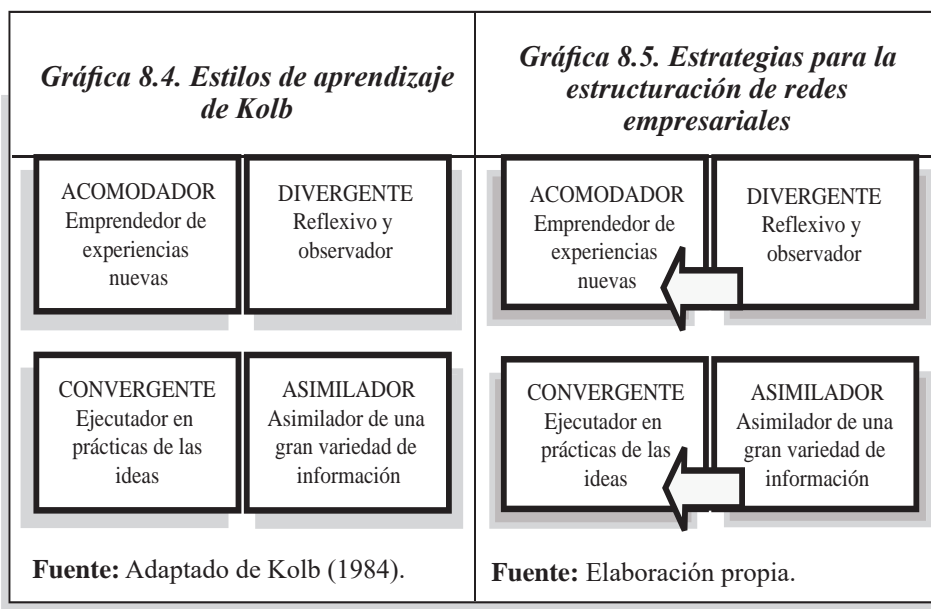 Gráfica 8.4. Estilos de aprendizaje
de Kolb
ACOMODADOR
Emprendedor de
experiencias
nuevas
DIVERGENTE
Reflexivo y
observador
CONVERGENTE
Ejecutador en
prácticas de las
ideas
ASIMILADOR
Asimilador de una
gran variedad de
información
Fuente: Adaptado de Kolb (1984).
Gráfica 8.5. Estrategias para la
estructuración de redes
empresariales
ACOMODADOR
Emprendedor de
experiencias
nuevas
DIVERGENTE
Reflexivo y
observador
CONVERGENTE
Ejecutador en
prácticas de las
ideas
ASIMILADOR
Asimilador de una
gran variedad de
información
Fuente: Elaboración propia.